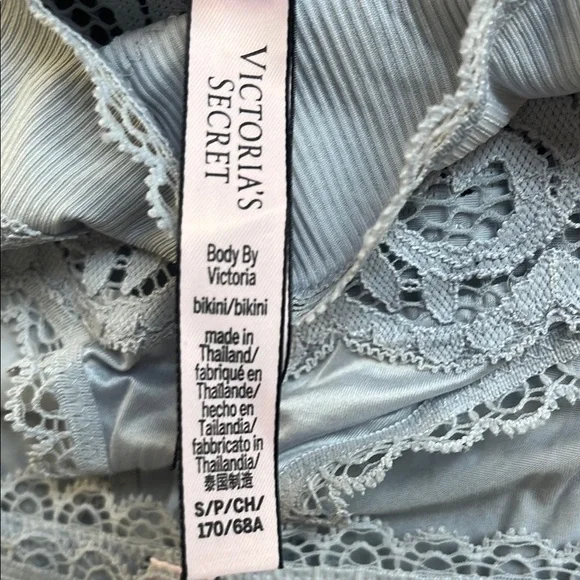 VICTORIA'S
SECRET
Body By
Victoria
bikini/bikini
made in
Thailand/
fabriqué en
Thaïlande/
hecho en
Tailandia/
fabbricato in
Thailandia/
泰国制造
S/P/CH/
170/68A